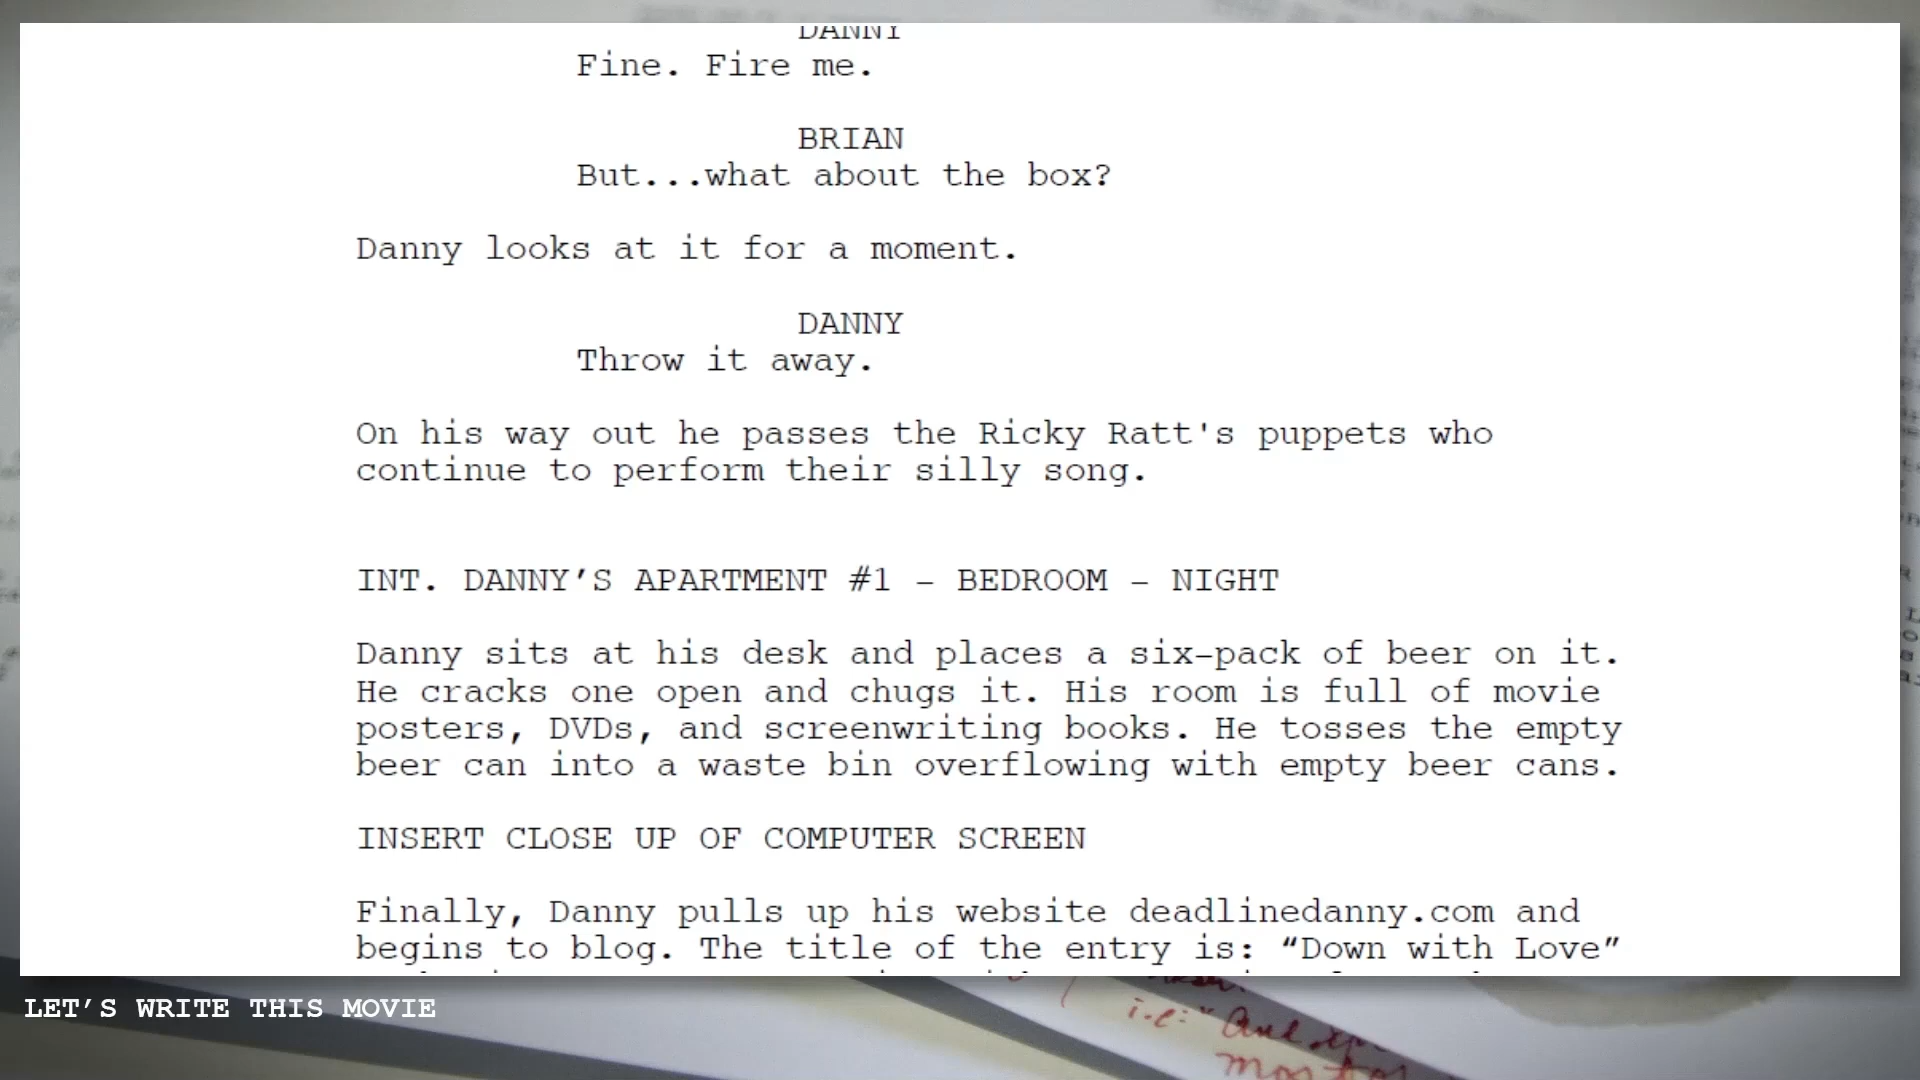 DANNY
Fine. Fire me.
BRIAN
But...what about the box?
Danny looks at it for a moment.
DANNY
Throw it away.
On his way out he passes the Ricky Ratt's puppets who
continue to perform their silly song.
INT. DANNY’S APARTMENT #1 – BEDROOM – NIGHT
Danny sits at his desk and places a six-pack of beer on it.
He cracks one open and chugs it. His room is full of movie
posters, DVDs, and screenwriting books. He tosses the empty
beer can into a waste bin overflowing with empty beer cans.
INSERT CLOSE UP OF COMPUTER SCREEN
Finally, Danny pulls up his website deadlinedanny.com and
begins to blog. The title of the entry is: “Down with Love”
LET’S WRITE THIS MOVIE
i.e: " And